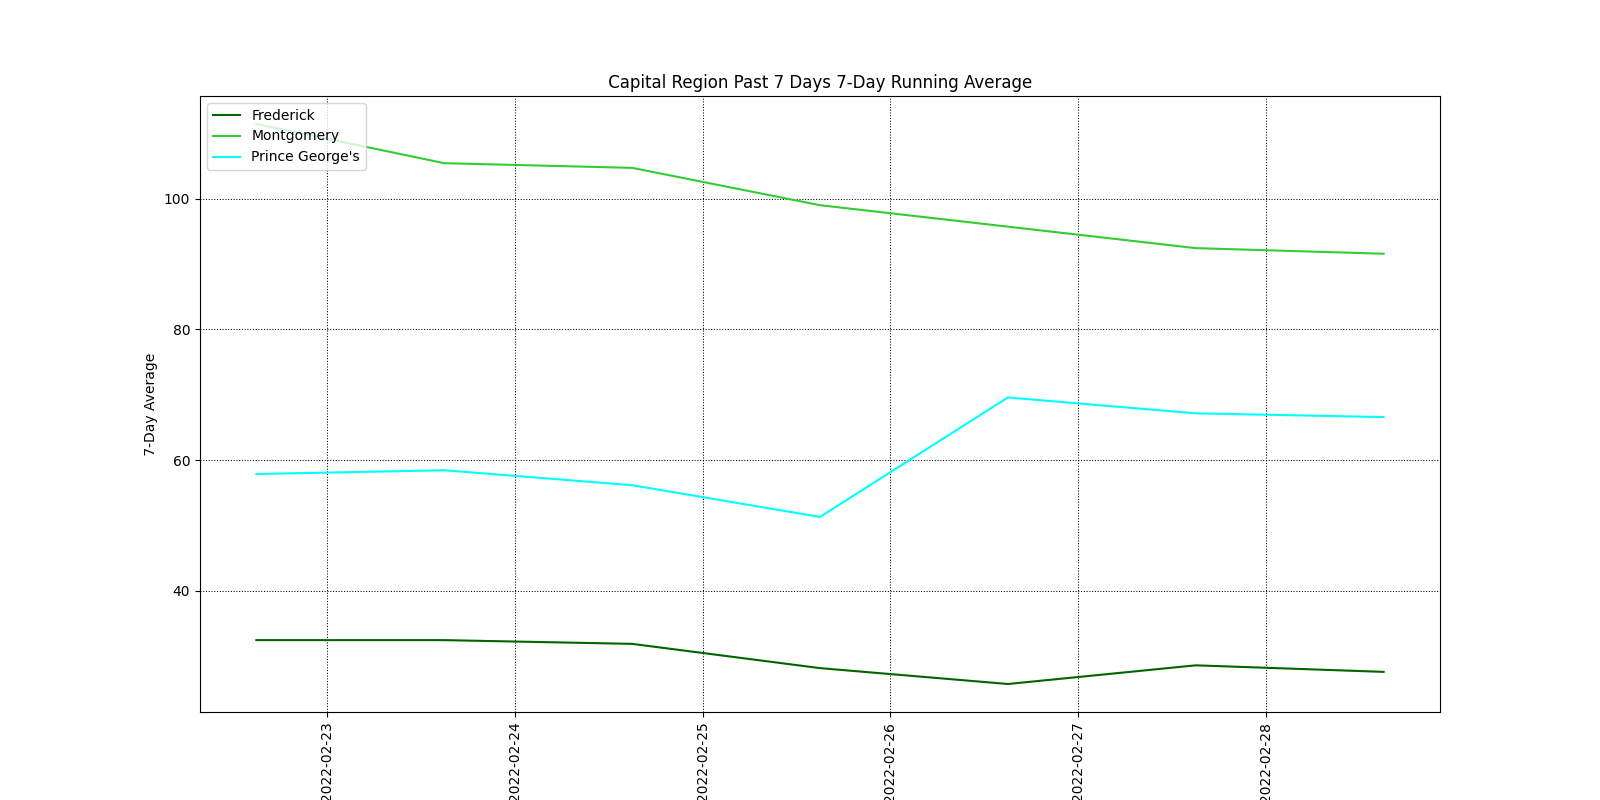 Capital Region Past 7 Days 7-Day Running Average
Frederick
Montgomery
Prince George's
100
80
60
40
7-Day Average
2022-02-23
2022-02-24
2022-02-25
2022-02-26
2022-02-27
2022-02-28